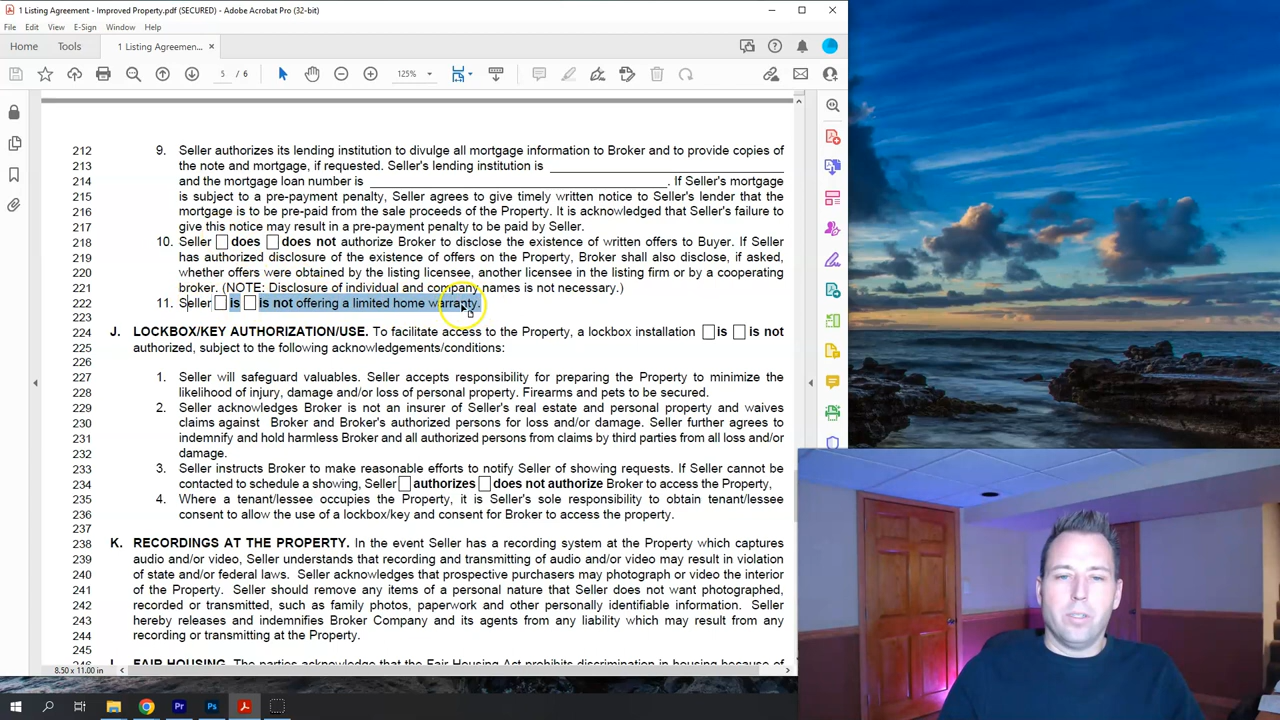 1 Listing Agreement - Improved Property.pdf (SECURED) - Adobe Acrobat Pro (32-bit)
File Edit View E-Sign Window Help
Home Tools 1 Listing Agreemen... ×
5 / 6 125%
212 9. Seller authorizes its lending institution to divulge all mortgage information to Broker and to provide copies of
213 the note and mortgage, if requested. Seller's lending institution is
214 and the mortgage loan number is . If Seller's mortgage
215 is subject to a pre-payment penalty, Seller agrees to give timely written notice to Seller's lender that the
216 mortgage is to be pre-paid from the sale proceeds of the Property. It is acknowledged that Seller's failure to
217 give this notice may result in a pre-payment penalty to be paid by Seller.
218 10. Seller does does not authorize Broker to disclose the existence of written offers to Buyer. If Seller
219 has authorized disclosure of the existence of offers on the Property, Broker shall also disclose, if asked,
220 whether offers were obtained by the listing licensee, another licensee in the listing firm or by a cooperating
221 broker. (NOTE: Disclosure of individual and company names is not necessary.)
222 11. Seller is is not offering a limited home warranty.
223
224 J. LOCKBOX/KEY AUTHORIZATION/USE. To facilitate access to the Property, a lockbox installation is is not
225 authorized, subject to the following acknowledgements/conditions:
226
227 1. Seller will safeguard valuables. Seller accepts responsibility for preparing the Property to minimize the
228 likelihood of injury, damage and/or loss of personal property. Firearms and pets to be secured.
229 2. Seller acknowledges Broker is not an insurer of Seller's real estate and personal property and waives
230 claims against Broker and Broker's authorized persons for loss and/or damage. Seller further agrees to
231 indemnify and hold harmless Broker and all authorized persons from claims by third parties from all loss and/or
232 damage.
233 3. Seller instructs Broker to make reasonable efforts to notify Seller of showing requests. If Seller cannot be
234 contacted to schedule a showing, Seller authorizes does not authorize Broker to access the Property,
235 4. Where a tenant/lessee occupies the Property, it is Seller's sole responsibility to obtain tenant/lessee
236 consent to allow the use of a lockbox/key and consent for Broker to access the property.
237
238 K. RECORDINGS AT THE PROPERTY. In the event Seller has a recording system at the Property which captures
239 audio and/or video, Seller understands that recording and transmitting of audio and/or video may result in violation
240 of state and/or federal laws. Seller acknowledges that prospective purchasers may photograph or video the interior
241 of the Property. Seller should remove any items of a personal nature that Seller does not want photographed,
242 recorded or transmitted, such as family photos, paperwork and other personally identifiable information. Seller
243 hereby releases and indemnifies Broker Company and its agents from any liability which may result from any
244 recording or transmitting at the Property.
245
246 L. FAIR HOUSING. The parties acknowledge that the Fair Housing Act prohibits discrimination in housing because of
8.50 x 11.00 in
Pr Ps